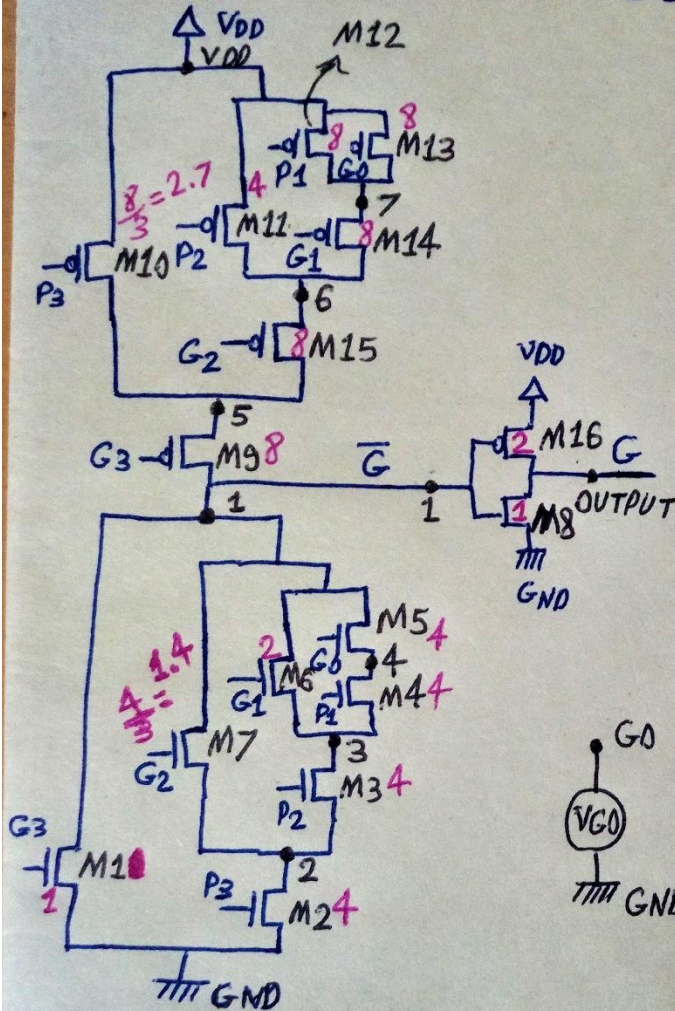 VDD
VDD
M12
8
P1
8
G0
M13
8/3=2.7
4
7
P2
M11
G1
8
M14
P3
M10
6
G2
8
M15
5
VDD
G3
M9
8
G̅
2
M16
G
1
1
OUTPUT
1
M8
GND
M5
4
2
G0
4
G1
M6
P1
M4
4
4/3=1.4
M7
3
G2
P2
M3
4
G0
VG0
GND
G3
M1
1
2
P3
M2
4
GND